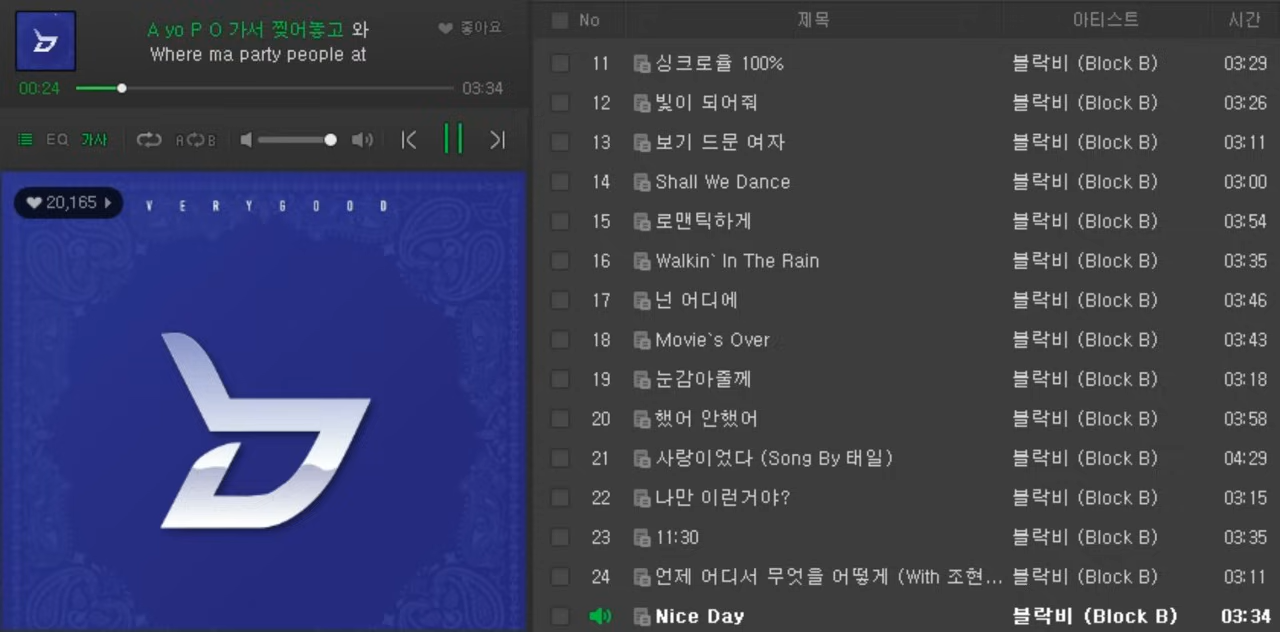 A yo P O 가서 찢어놓고 와
좋아요
Where ma party people at
00:24
03:34
EQ 가사 A B
20,165
V E R Y G O O D
No 제목 아티스트 시간
11 싱크로율 100% 블락비 (Block B) 03:29
12 빛이 되어줘 블락비 (Block B) 03:26
13 보기 드문 여자 블락비 (Block B) 03:11
14 Shall We Dance 블락비 (Block B) 03:00
15 로맨틱하게 블락비 (Block B) 03:54
16 Walkin` In The Rain 블락비 (Block B) 03:35
17 넌 어디에 블락비 (Block B) 03:46
18 Movie`s Over 블락비 (Block B) 03:43
19 눈감아줄께 블락비 (Block B) 03:18
20 했어 안했어 블락비 (Block B) 03:58
21 사랑이었다 (Song By 태일) 블락비 (Block B) 04:29
22 나만 이런거야? 블락비 (Block B) 03:15
23 11:30 블락비 (Block B) 03:35
24 언제 어디서 무엇을 어떻게 (With 조현... 블락비 (Block B) 03:11
Nice Day 블락비 (Block B) 03:34